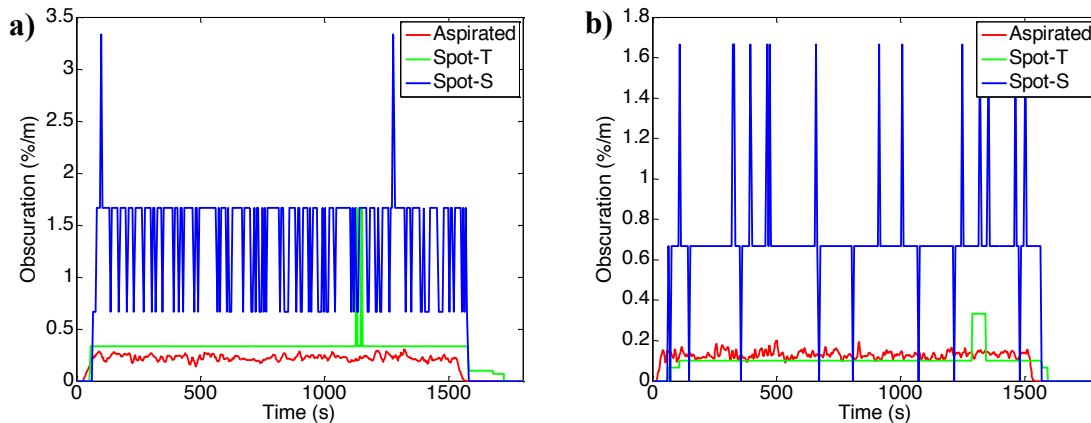 a)
3.5
3
2.5
2
1.5
1
0.5
0
Obscuration (%/m)
Aspirated
Spot-T
Spot-S
0 500 1000 1500
Time (s)
b)
1.8
1.6
1.4
1.2
1
0.8
0.6
0.4
0.2
0
Obscuration (%/m)
Aspirated
Spot-T
Spot-S
0 500 1000 1500
Time (s)